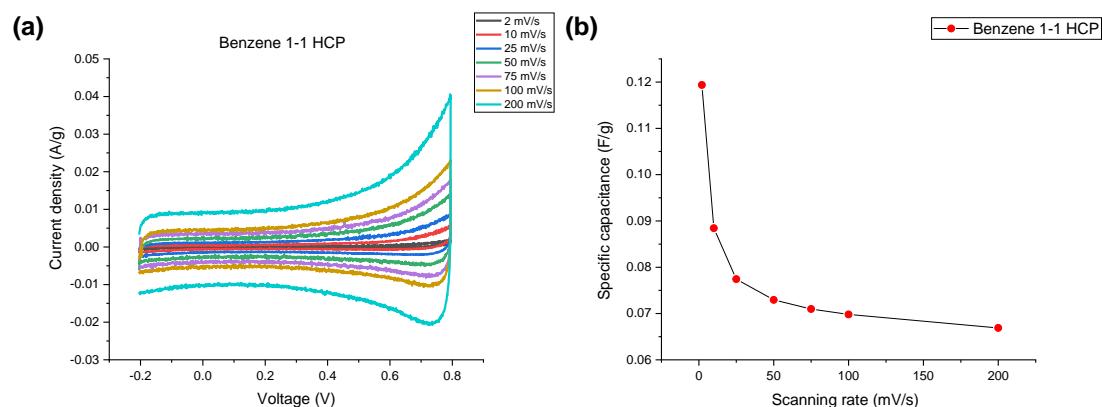 (a)
Benzene 1-1 HCP
2 mV/s
10 mV/s
25 mV/s
50 mV/s
75 mV/s
100 mV/s
200 mV/s
0.05
0.04
0.03
0.02
0.01
0.00
-0.01
-0.02
-0.03
Current density (A/g)
-0.2
0.0
0.2
0.4
0.6
0.8
Voltage (V)
(b)
Benzene 1-1 HCP
0.12
0.11
0.10
0.09
0.08
0.07
0.06
Specific capacitance (F/g)
0
50
100
150
200
Scanning rate (mV/s)